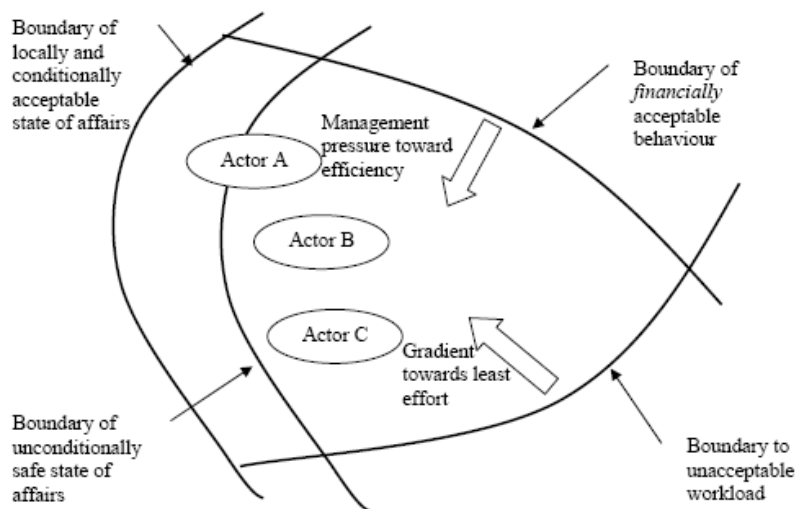 Boundary of
locally and
conditionally
acceptable
state of affairs
Boundary of
financially
acceptable
behaviour
Management
pressure toward
efficiency
Actor A
Actor B
Actor C
Gradient
towards least
effort
Boundary of
unconditionally
safe state of
affairs
Boundary to
unacceptable
workload